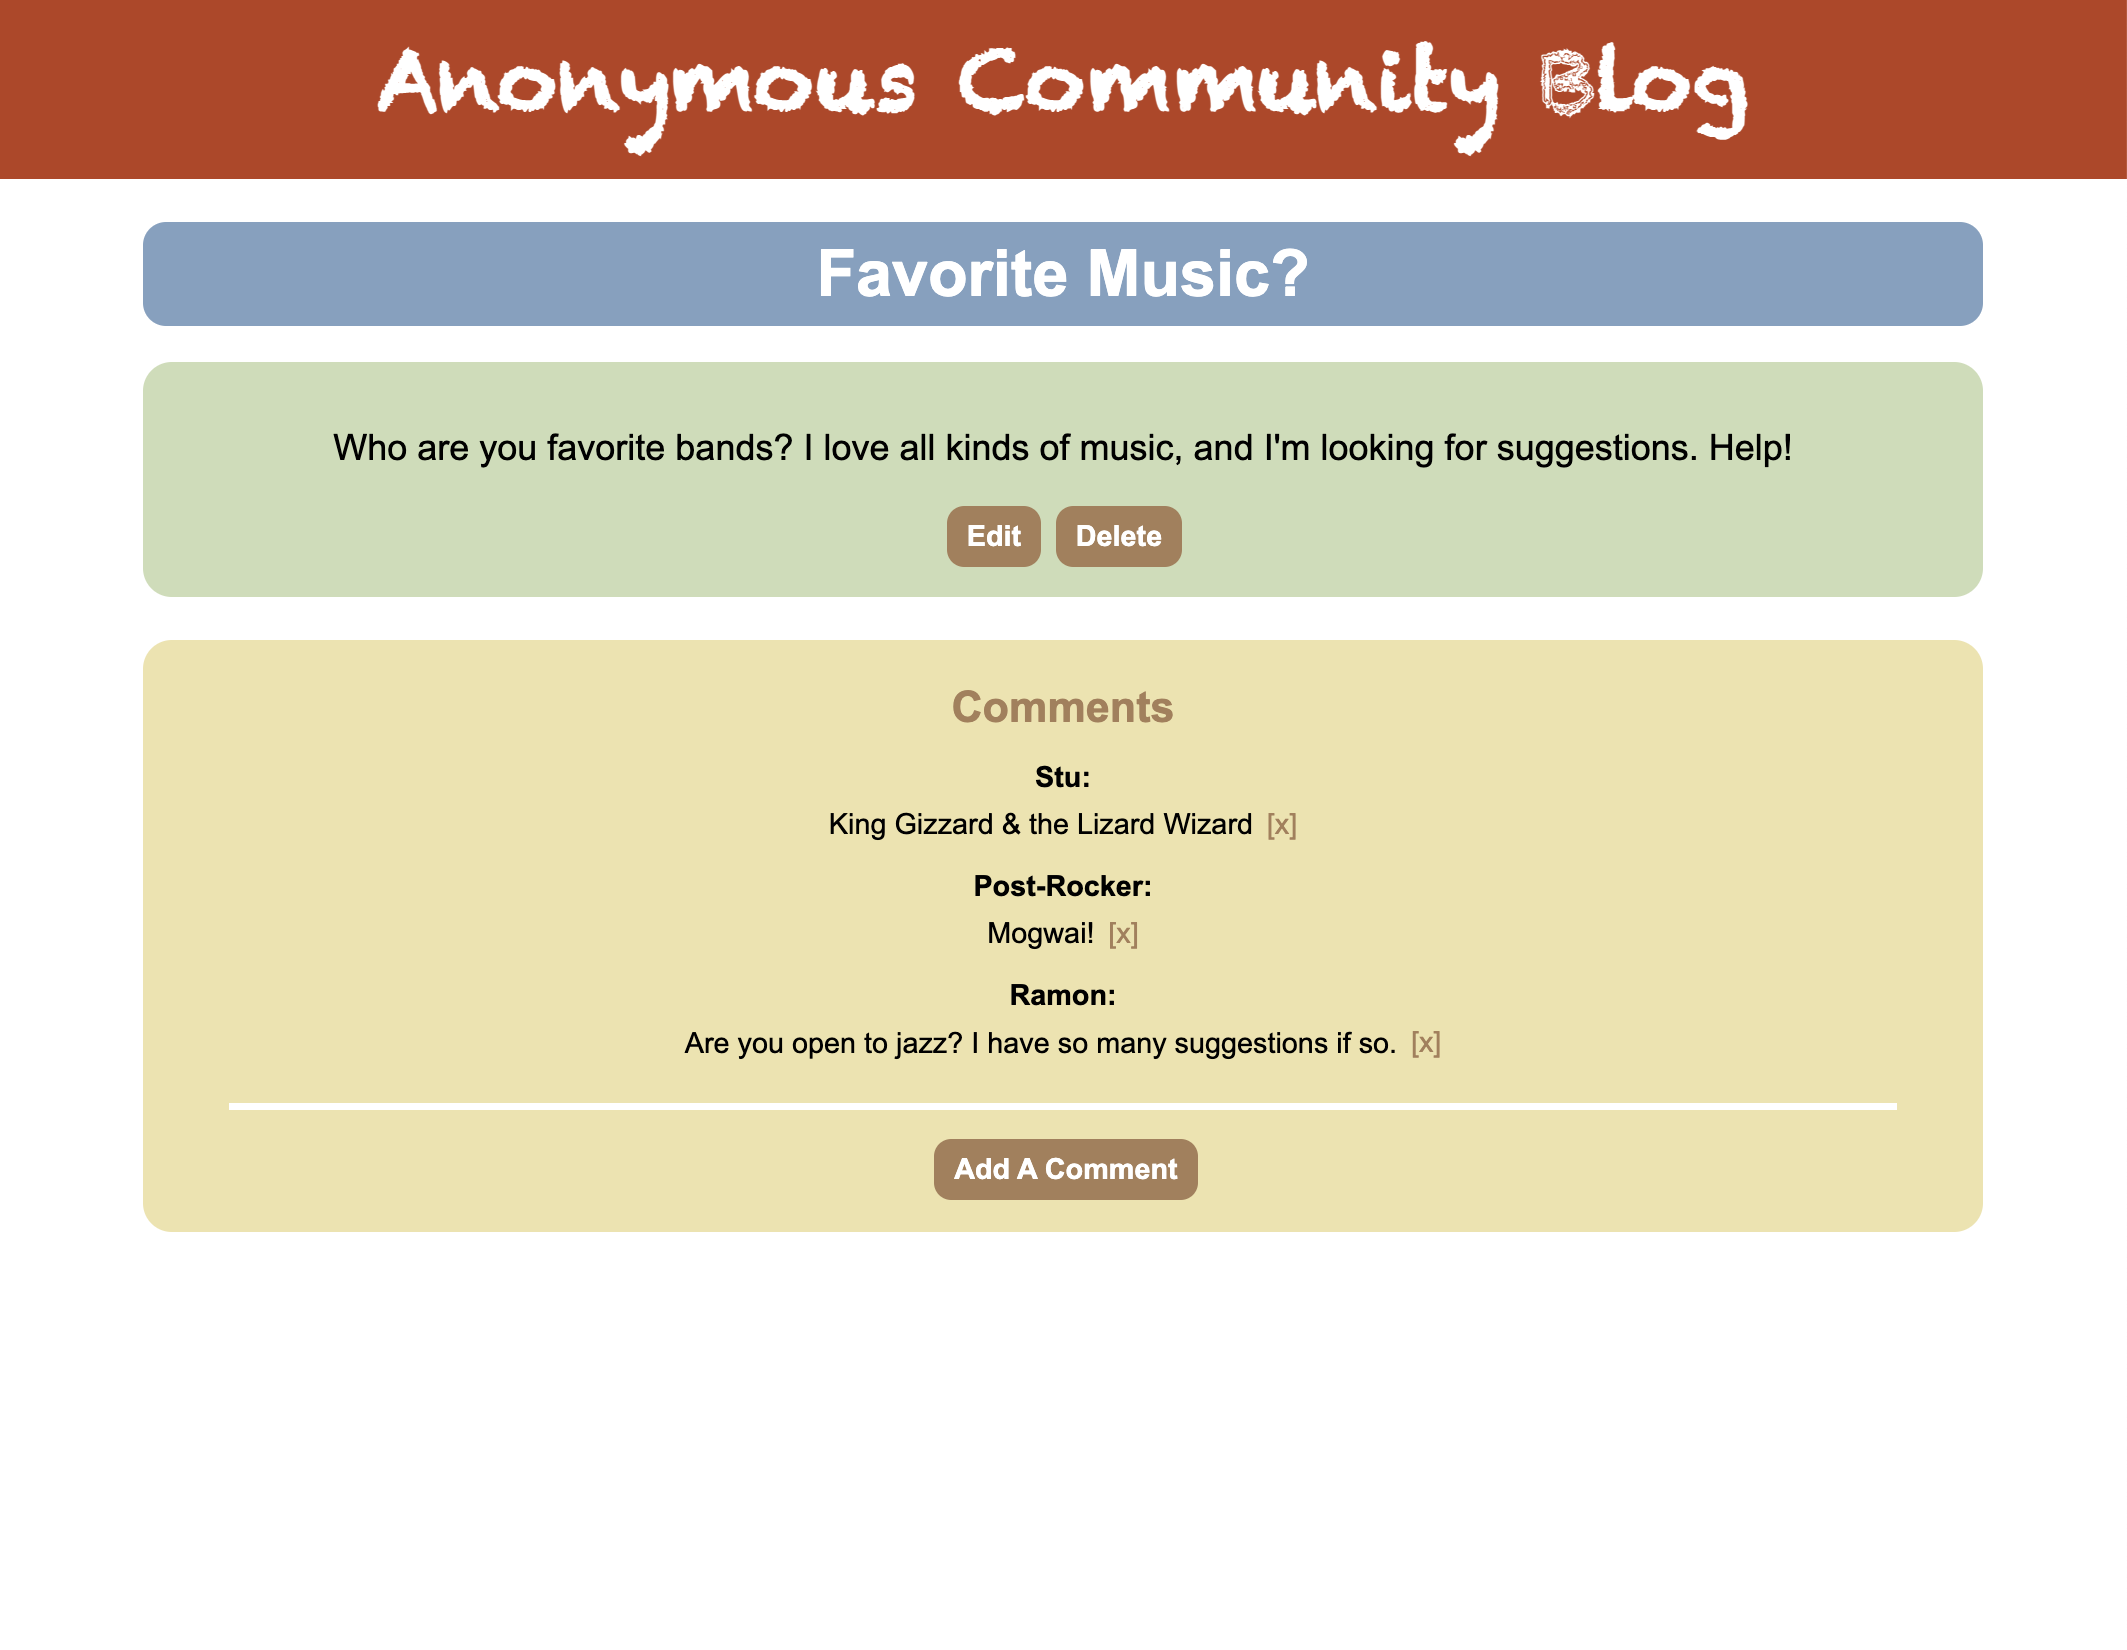 Anonymous Community Blog
Favorite Music?
Who are you favorite bands? I love all kinds of music, and I'm looking for suggestions. Help!
Edit Delete
Comments
Stu:
King Gizzard & the Lizard Wizard [x]
Post-Rocker:
Mogwai! [x]
Ramon:
Are you open to jazz? I have so many suggestions if so. [x]
Add A Comment